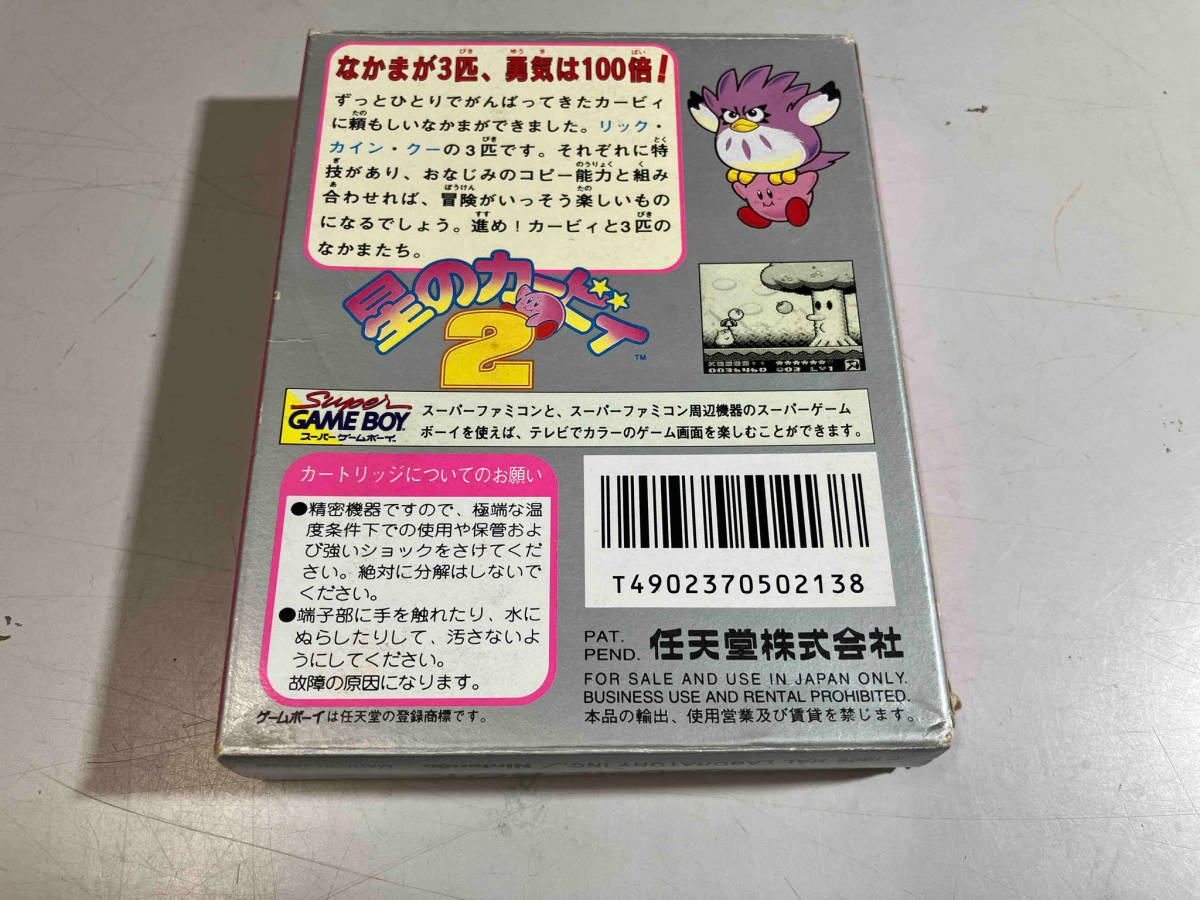 なかまが3匹、勇気は100倍!
ずっとひとりでがんばってきたカービィ
に頼もしいなかまができました。リック・
カイン・クーの3匹です。それぞれに特
技があり、おなじみのコピー能力と組み
合わせれば、冒険がいっそう楽しいもの
になるでしょう。進め!カービィと3匹の
なかまたち。
星のカービィ
2
TM
0036460 03 LV1
Super
GAME BOY
スーパーゲームボーイ
スーパーファミコンと、スーパーファミコン周辺機器のスーパーゲーム
ボーイを使えば、テレビでカラーのゲーム画面を楽しむことができます。
カートリッジについてのお願い
●精密機器ですので、極端な温
度条件下での使用や保管およ
び強いショックをさけてくだ
さい。絶対に分解はしないで
ください。
●端子部に手を触れたり、水に
ぬらしたりして、汚さないよ
うにしてください。
故障の原因になります。
ゲームボーイは任天堂の登録商標です。
T4902370502138
PAT.
PEND. 任天堂株式会社
FOR SALE AND USE IN JAPAN ONLY.
BUSINESS USE AND RENTAL PROHIBITED.
本品の輸出、使用営業及び賃貸を禁じます。
HAL LABORATORY INC. / Nintendo